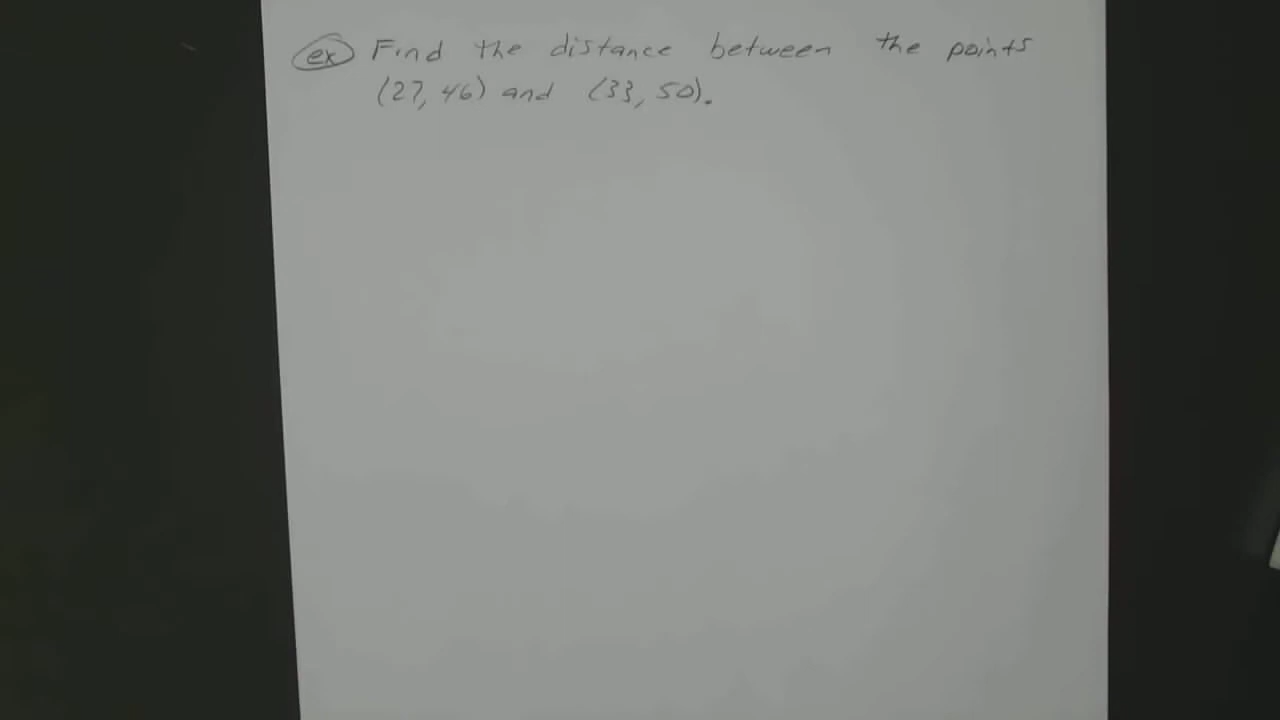 ex Find the distance between the points
(27, 46) and (33, 50).